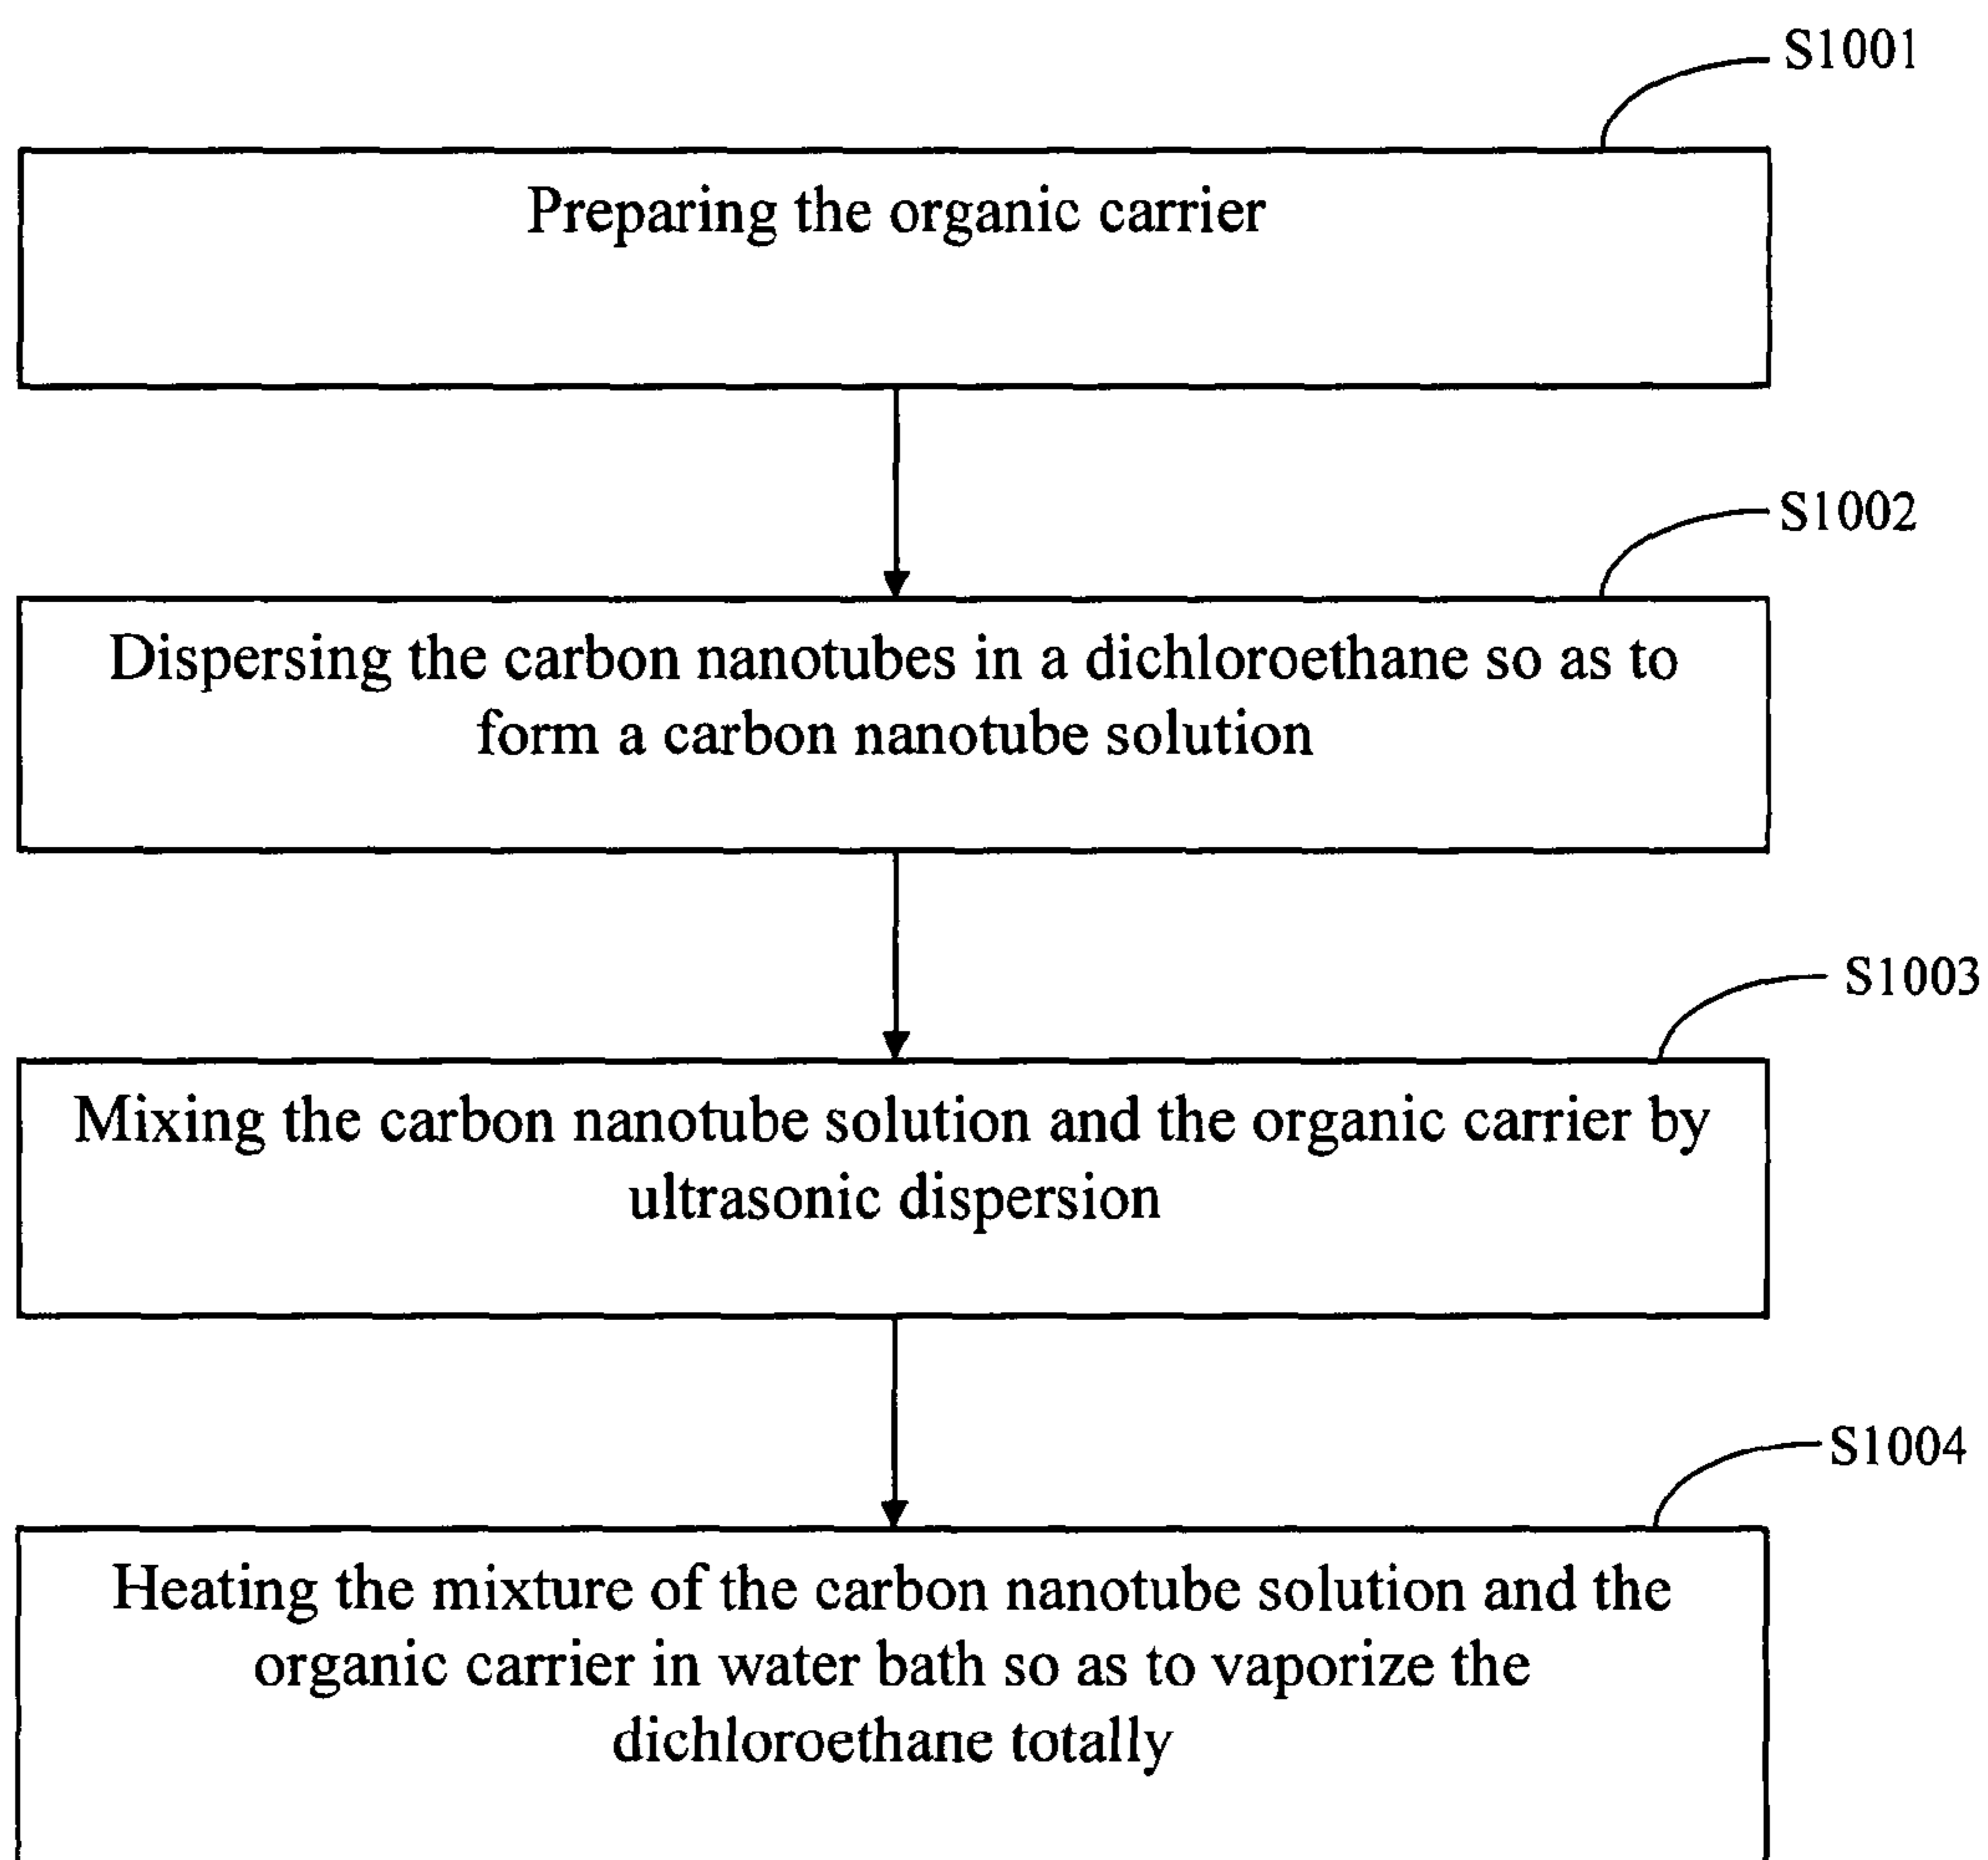 S1001
Preparing the organic carrier
S1002
Dispersing the carbon nanotubes in a dichloroethane so as to
form a carbon nanotube solution
S1003
Mixing the carbon nanotube solution and the organic carrier by
ultrasonic dispersion
S1004
Heating the mixture of the carbon nanotube solution and the
organic carrier in water bath so as to vaporize the
dichloroethane totally